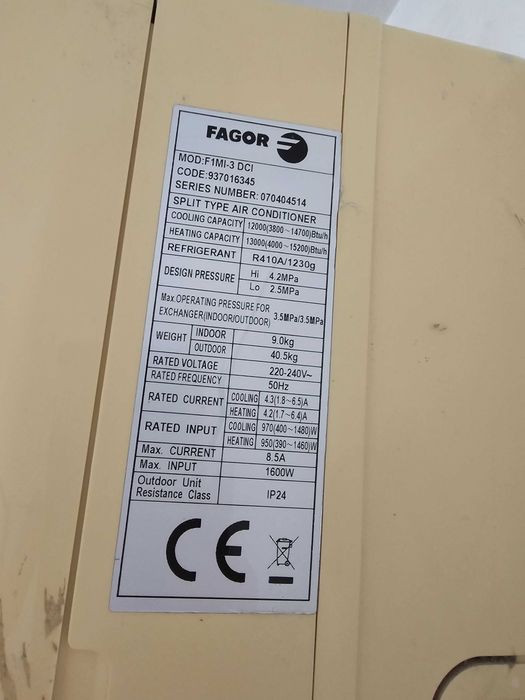 FAGOR
MOD:F1MI-3 DCI
CODE:937016345
SERIES NUMBER: 070404514
SPLIT TYPE AIR CONDITIONER
COOLING CAPACITY 12000(3800~14700)Btu/h
HEATING CAPACITY 13000(4000~15200)Btu/h
REFRIGERANT R410A/1230g
DESIGN PRESSURE Hi 4.2MPa
Lo 2.5MPa
Max.OPERATING PRESSURE FOR
EXCHANGER(INDOOR/OUTDOOR) 3.5MPa/3.5MPa
WEIGHT INDOOR 9.0kg
OUTDOOR 40.5kg
RATED VOLTAGE 220-240V~
RATED FREQUENCY 50Hz
RATED CURRENT COOLING 4.3(1.8~6.5)A
HEATING 4.2(1.7~6.4)A
RATED INPUT COOLING 970(400~1480)W
HEATING 950(390~1460)W
Max. CURRENT 8.5A
Max. INPUT 1600W
Outdoor Unit
Resistance Class IP24
CE